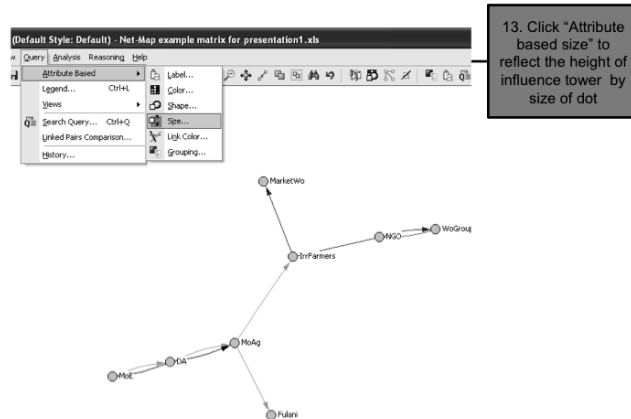 (Default Style: Default) - Net-Map example matrix for presentation1.xls
Query Analysis Reasoning Help
Attribute Based
Legend... Ctrl+L
Views
Search Query... Ctrl+Q
Linked Pairs Comparison...
History...
Label...
Color...
Shape...
Size...
Link Color...
Grouping...
13. Click “Attribute
based size” to
reflect the height of
influence tower by
size of dot
MarketWo
NGO
WoGroup
IrrFarmers
MoAg
DA
MoE
Fulani